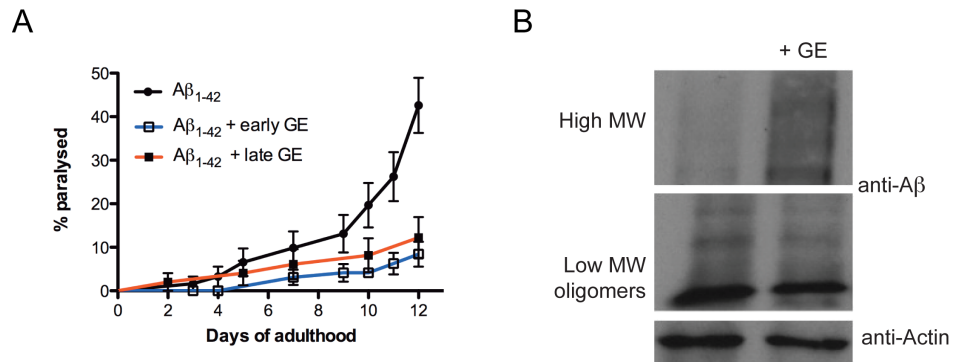 A
50
40
30
20
10
0
% paralysed
Aβ1-42
Aβ1-42 + early GE
Aβ1-42 + late GE
0 2 4 6 8 10 12
Days of adulthood
B
+ GE
High MW
anti-Aβ
Low MW
oligomers
anti-Actin